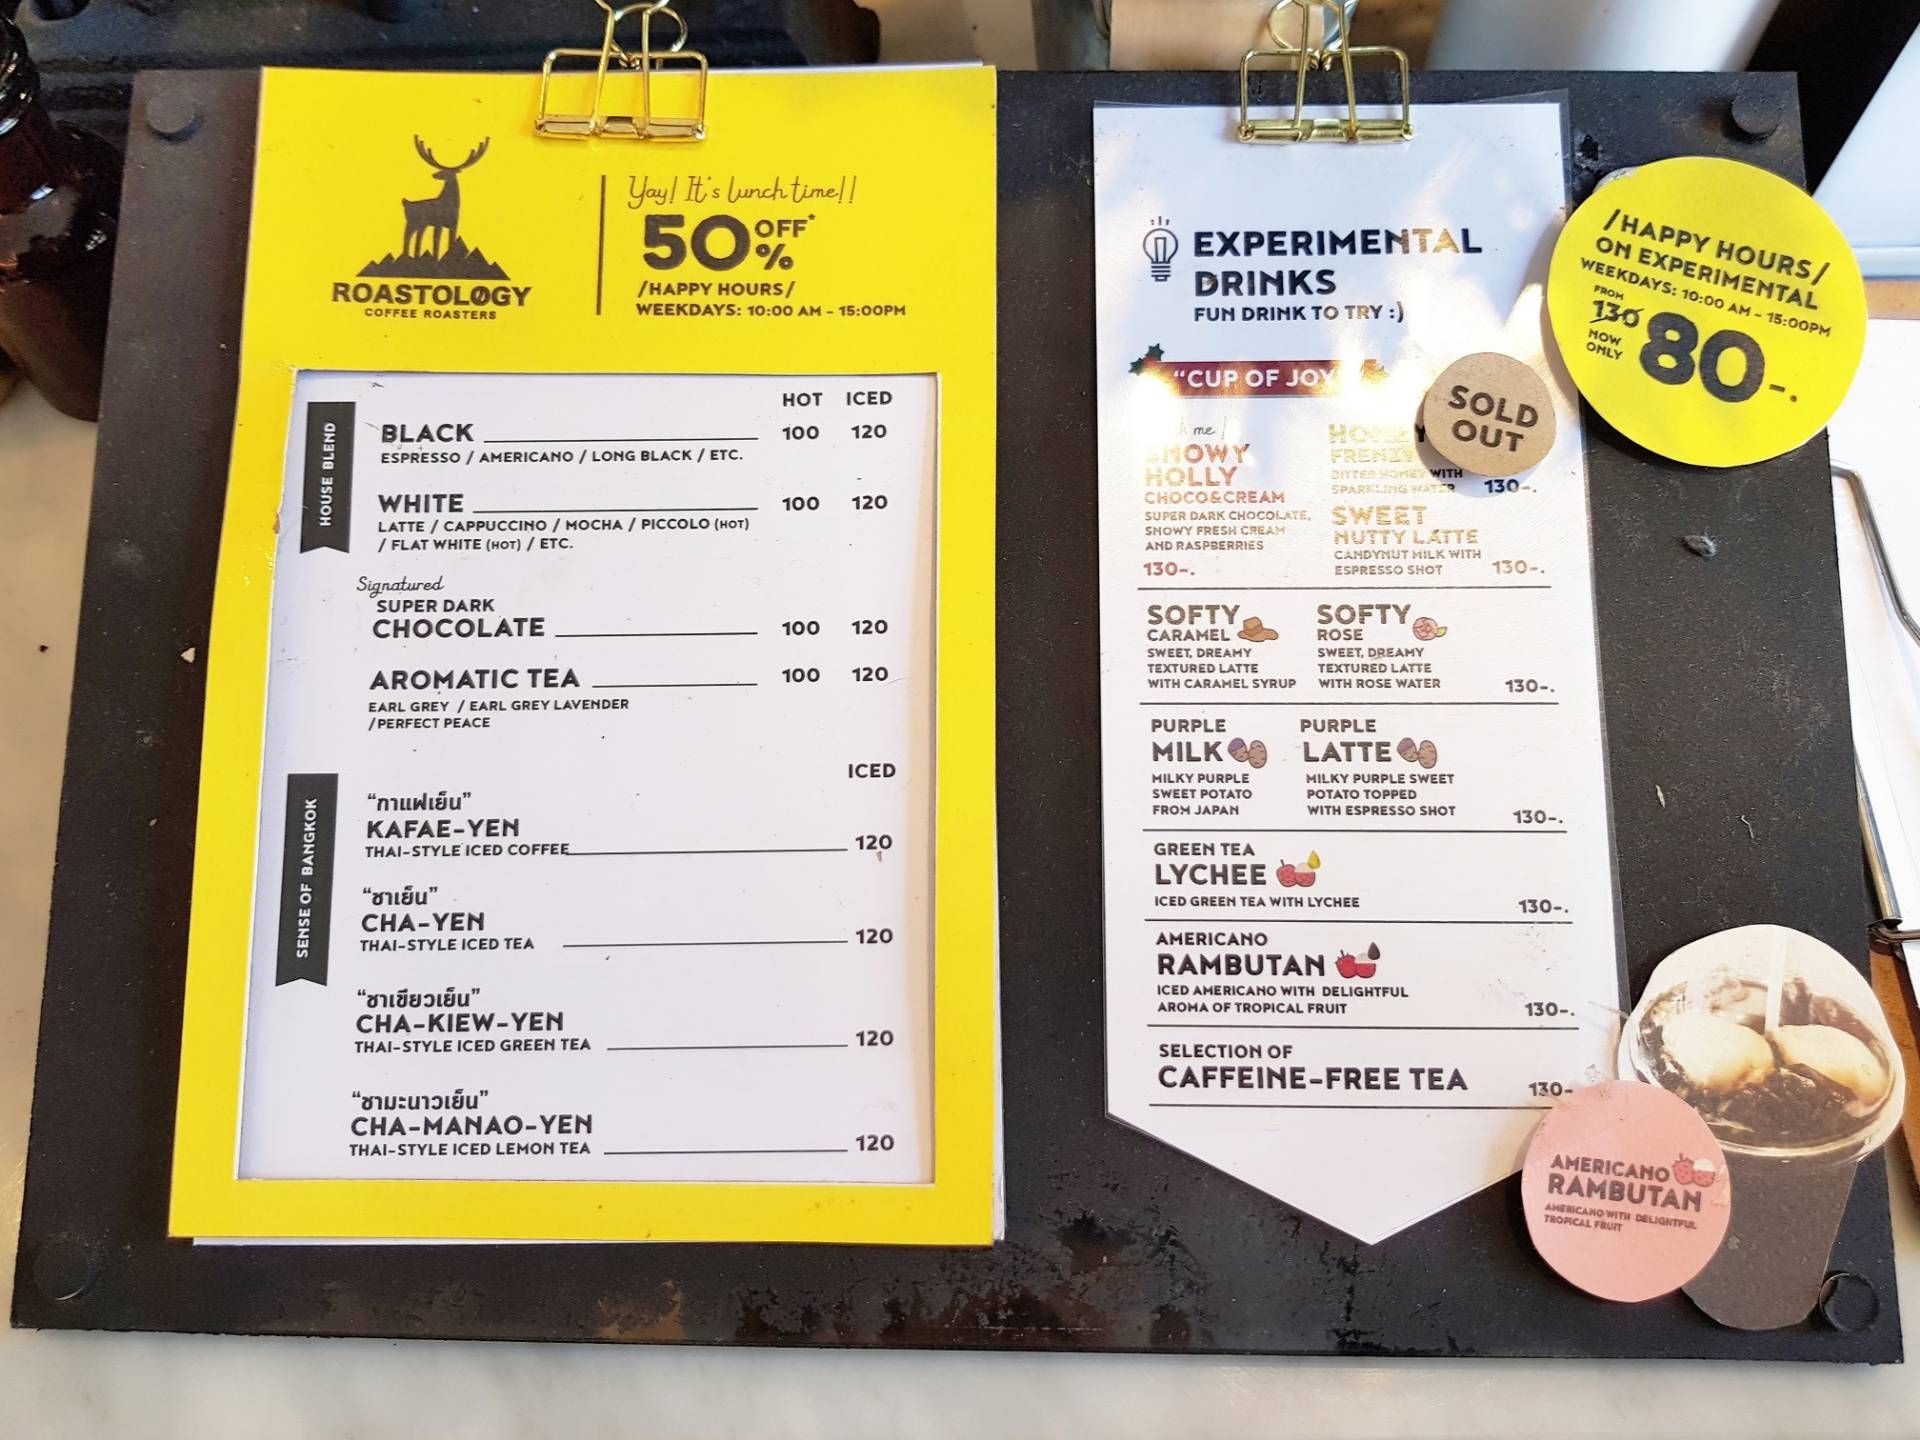 ROASTOLØGY
COFFEE ROASTERS
Yay! It's lunch time!!
50% OFF*
/HAPPY HOURS/
WEEKDAYS: 10:00 AM - 15:00PM
HOUSE BLEND
HOT ICED
BLACK 100 120
ESPRESSO / AMERICANO / LONG BLACK / ETC.
WHITE 100 120
LATTE / CAPPUCCINO / MOCHA / PICCOLO (HOT)
/ FLAT WHITE (HOT) / ETC.
Signatured
SUPER DARK
CHOCOLATE 100 120
AROMATIC TEA 100 120
EARL GREY / EARL GREY LAVENDER
/PERFECT PEACE
SENSE OF BANGKOK
ICED
“กาแฟเย็น”
KAFAE-YEN
THAI-STYLE ICED COFFEE 120
“ชาเย็น”
CHA-YEN
THAI-STYLE ICED TEA 120
“ชาเขียวเย็น”
CHA-KIEW-YEN
THAI-STYLE ICED GREEN TEA 120
“ชามะนาวเย็น”
CHA-MANAO-YEN
THAI-STYLE ICED LEMON TEA 120
EXPERIMENTAL
DRINKS
FUN DRINK TO TRY :)
“CUP OF JOY
me!
SNOWY
HOLLY
CHOCO&CREAM
SUPER DARK CHOCOLATE,
SNOWY FRESH CREAM
AND RASPBERRIES
130-.
HONEY
FRENZY
BITTER HONEY WITH
SPARKLING WATER 130-.
SWEET
NUTTY LATTE
CANDYNUT MILK WITH
ESPRESSO SHOT 130-.
SOLD
OUT
SOFTY
CARAMEL
SWEET, DREAMY
TEXTURED LATTE
WITH CARAMEL SYRUP
SOFTY
ROSE
SWEET, DREAMY
TEXTURED LATTE
WITH ROSE WATER 130-.
PURPLE
MILK
MILKY PURPLE
SWEET POTATO
FROM JAPAN
PURPLE
LATTE
MILKY PURPLE SWEET
POTATO TOPPED
WITH ESPRESSO SHOT 130-.
GREEN TEA
LYCHEE
ICED GREEN TEA WITH LYCHEE 130-.
AMERICANO
RAMBUTAN
ICED AMERICANO WITH DELIGHTFUL
AROMA OF TROPICAL FRUIT 130-.
SELECTION OF
CAFFEINE-FREE TEA 130-
/HAPPY HOURS/
ON EXPERIMENTAL
WEEKDAYS: 10:00 AM - 15:00PM
FROM
130
NOW
ONLY
80-.
AMERICANO
RAMBUTAN
AMERICANO WITH DELIGHTFUL
TROPICAL FRUIT